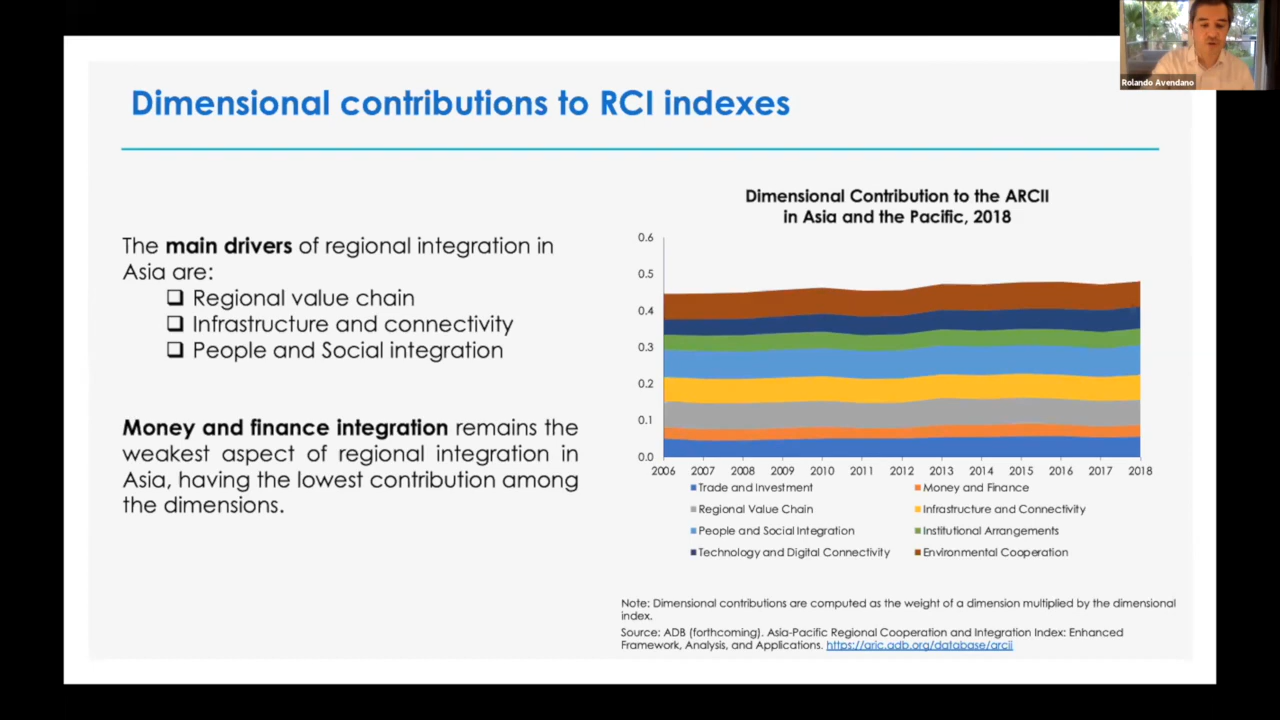 Rolando Avendano
Dimensional contributions to RCI indexes
The main drivers of regional integration in
Asia are:
❑ Regional value chain
❑ Infrastructure and connectivity
❑ People and Social integration
Money and finance integration remains the
weakest aspect of regional integration in
Asia, having the lowest contribution among
the dimensions.
Dimensional Contribution to the ARCII
in Asia and the Pacific, 2018
0.6
0.5
0.4
0.3
0.2
0.1
0.0
2006 2007 2008 2009 2010 2011 2012 2013 2014 2015 2016 2017 2018
Trade and Investment Money and Finance
Regional Value Chain Infrastructure and Connectivity
People and Social Integration Institutional Arrangements
Technology and Digital Connectivity Environmental Cooperation
Note: Dimensional contributions are computed as the weight of a dimension multiplied by the dimensional
index.
Source: ADB (forthcoming). Asia-Pacific Regional Cooperation and Integration Index: Enhanced
Framework, Analysis, and Applications. https://aric.adb.org/database/arcii